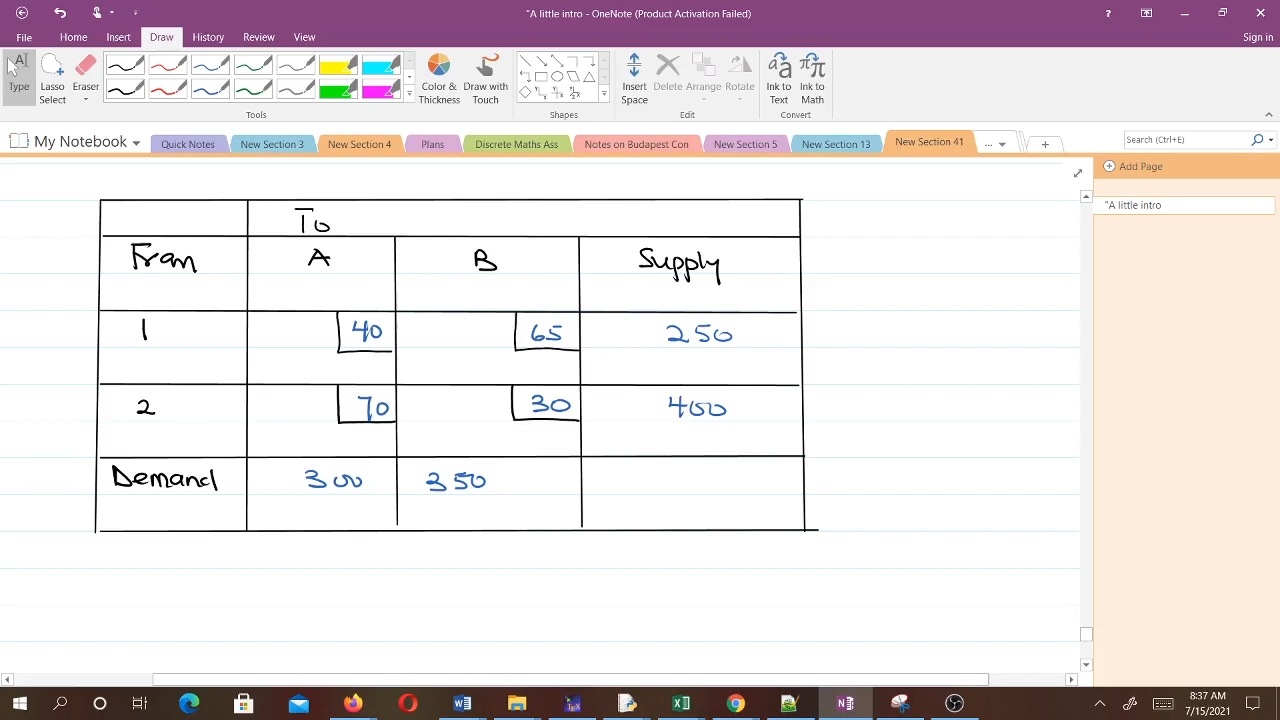 "A little intro - OneNote (Product Activation Failed)
?
File Home Insert Draw History Review View
Sign in
Type
Lasso Select
Eraser
Color & Thickness
Draw with Touch
Insert Space
Delete
Arrange
Rotate
Ink to Text
Ink to Math
Tools
Shapes
Edit
Convert
My Notebook
Quick Notes
New Section 3
New Section 4
Plans
Discrete Maths Ass
Notes on Budapest Con
New Section 5
New Section 13
New Section 41
...
Search (Ctrl+E)
Add Page
"A little intro
To
From A B Supply
1 40 65 250
2 70 30 400
Demand 300 350
8:37 AM
7/15/2021